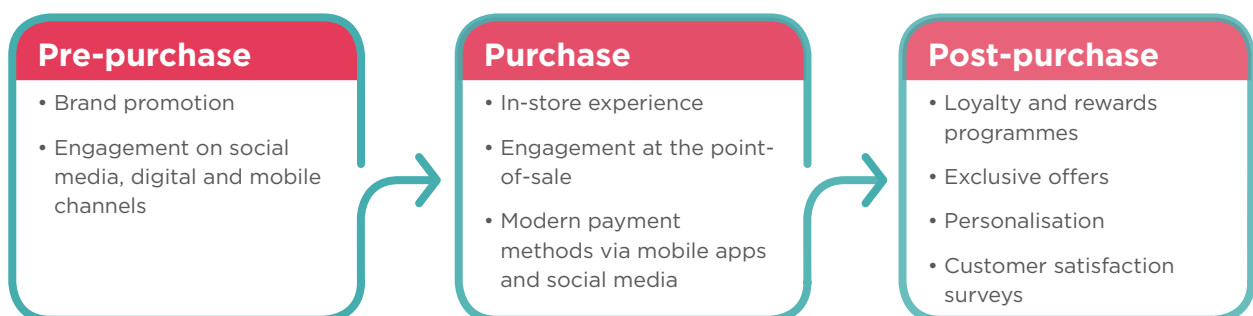 Pre-purchase
• Brand promotion
• Engagement on social
media, digital and mobile
channels
Purchase
• In-store experience
• Engagement at the point-
of-sale
• Modern payment
methods via mobile apps
and social media
Post-purchase
• Loyalty and rewards
programmes
• Exclusive offers
• Personalisation
• Customer satisfaction
surveys